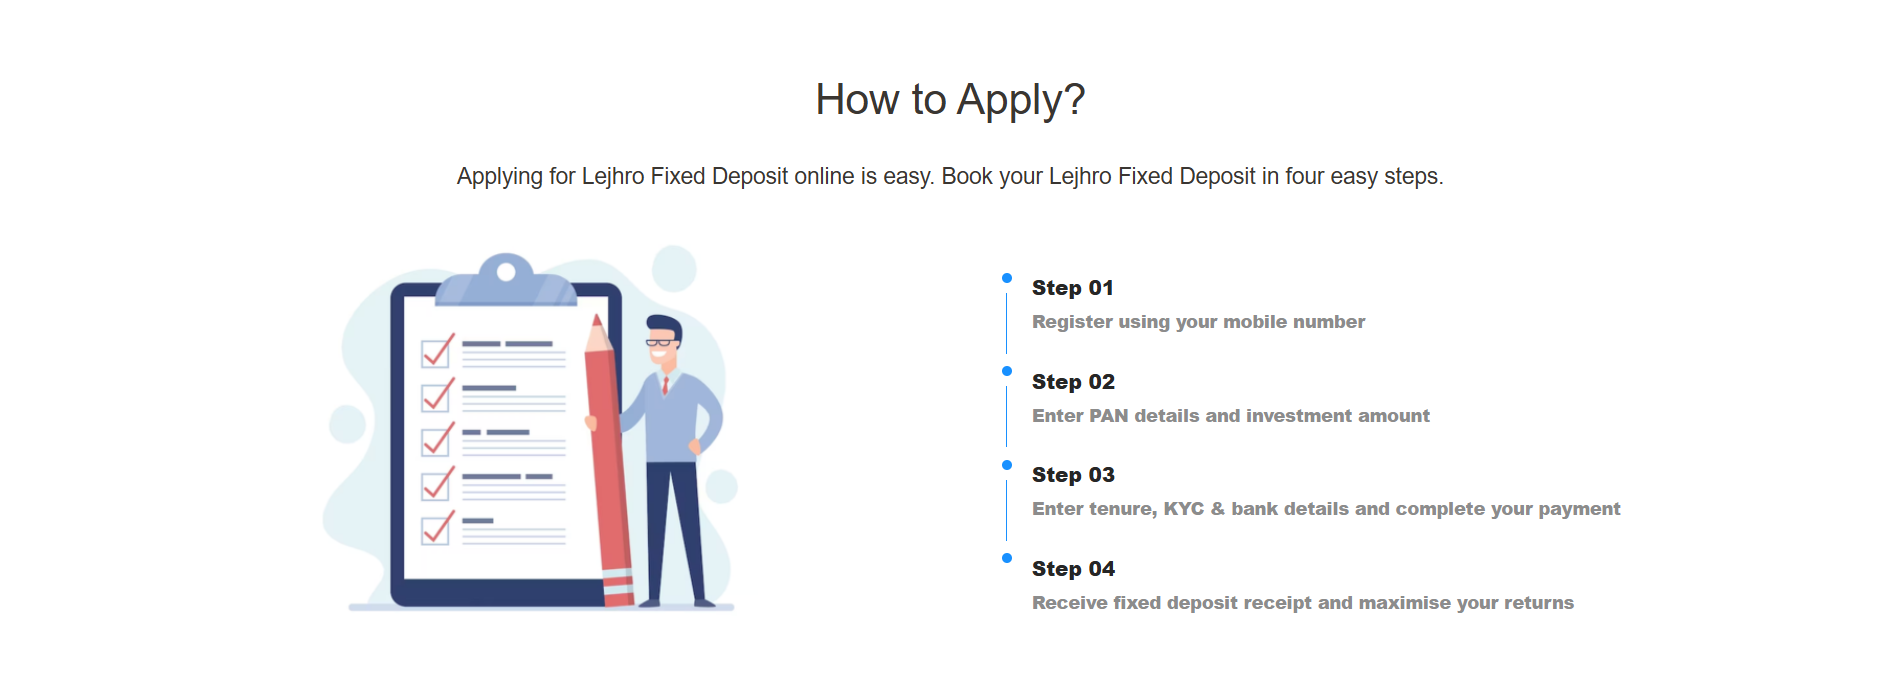 How to Apply?
Applying for Lejhro Fixed Deposit online is easy. Book your Lejhro Fixed Deposit in four easy steps.
Step 01
Register using your mobile number
Step 02
Enter PAN details and investment amount
Step 03
Enter tenure, KYC & bank details and complete your payment
Step 04
Receive fixed deposit receipt and maximise your returns